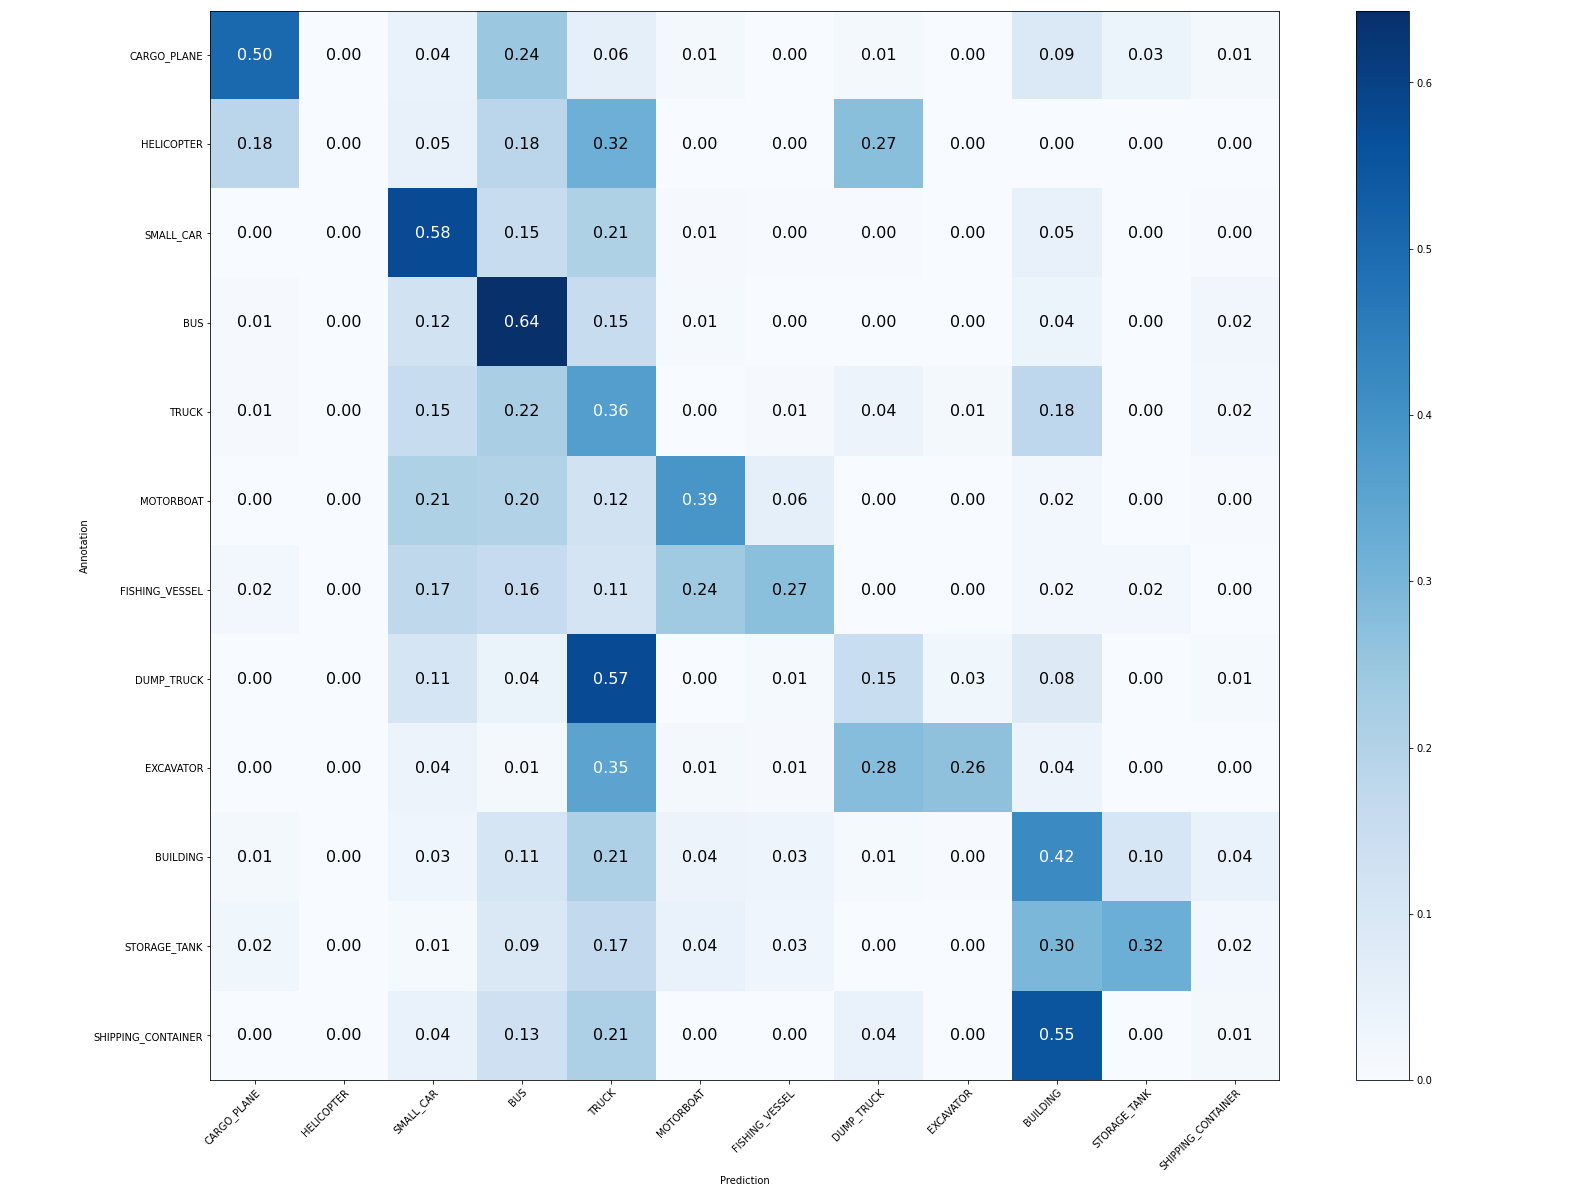 CARGO_PLANE 0.50 0.00 0.04 0.24 0.06 0.01 0.00 0.01 0.00 0.09 0.03 0.01
HELICOPTER 0.18 0.00 0.05 0.18 0.32 0.00 0.00 0.27 0.00 0.00 0.00 0.00
SMALL_CAR 0.00 0.00 0.58 0.15 0.21 0.01 0.00 0.00 0.00 0.05 0.00 0.00
BUS 0.01 0.00 0.12 0.64 0.15 0.01 0.00 0.00 0.00 0.04 0.00 0.02
TRUCK 0.01 0.00 0.15 0.22 0.36 0.00 0.01 0.04 0.01 0.18 0.00 0.02
MOTORBOAT 0.00 0.00 0.21 0.20 0.12 0.39 0.06 0.00 0.00 0.02 0.00 0.00
FISHING_VESSEL 0.02 0.00 0.17 0.16 0.11 0.24 0.27 0.00 0.00 0.02 0.02 0.00
DUMP_TRUCK 0.00 0.00 0.11 0.04 0.57 0.00 0.01 0.15 0.03 0.08 0.00 0.01
EXCAVATOR 0.00 0.00 0.04 0.01 0.35 0.01 0.01 0.28 0.26 0.04 0.00 0.00
BUILDING 0.01 0.00 0.03 0.11 0.21 0.04 0.03 0.01 0.00 0.42 0.10 0.04
STORAGE_TANK 0.02 0.00 0.01 0.09 0.17 0.04 0.03 0.00 0.00 0.30 0.32 0.02
SHIPPING_CONTAINER 0.00 0.00 0.04 0.13 0.21 0.00 0.00 0.04 0.00 0.55 0.00 0.01
CARGO_PLANE HELICOPTER SMALL_CAR BUS TRUCK MOTORBOAT FISHING_VESSEL DUMP_TRUCK EXCAVATOR BUILDING STORAGE_TANK SHIPPING_CONTAINER
Prediction
Annotation
0.6
0.5
0.4
0.3
0.2
0.1
0.0